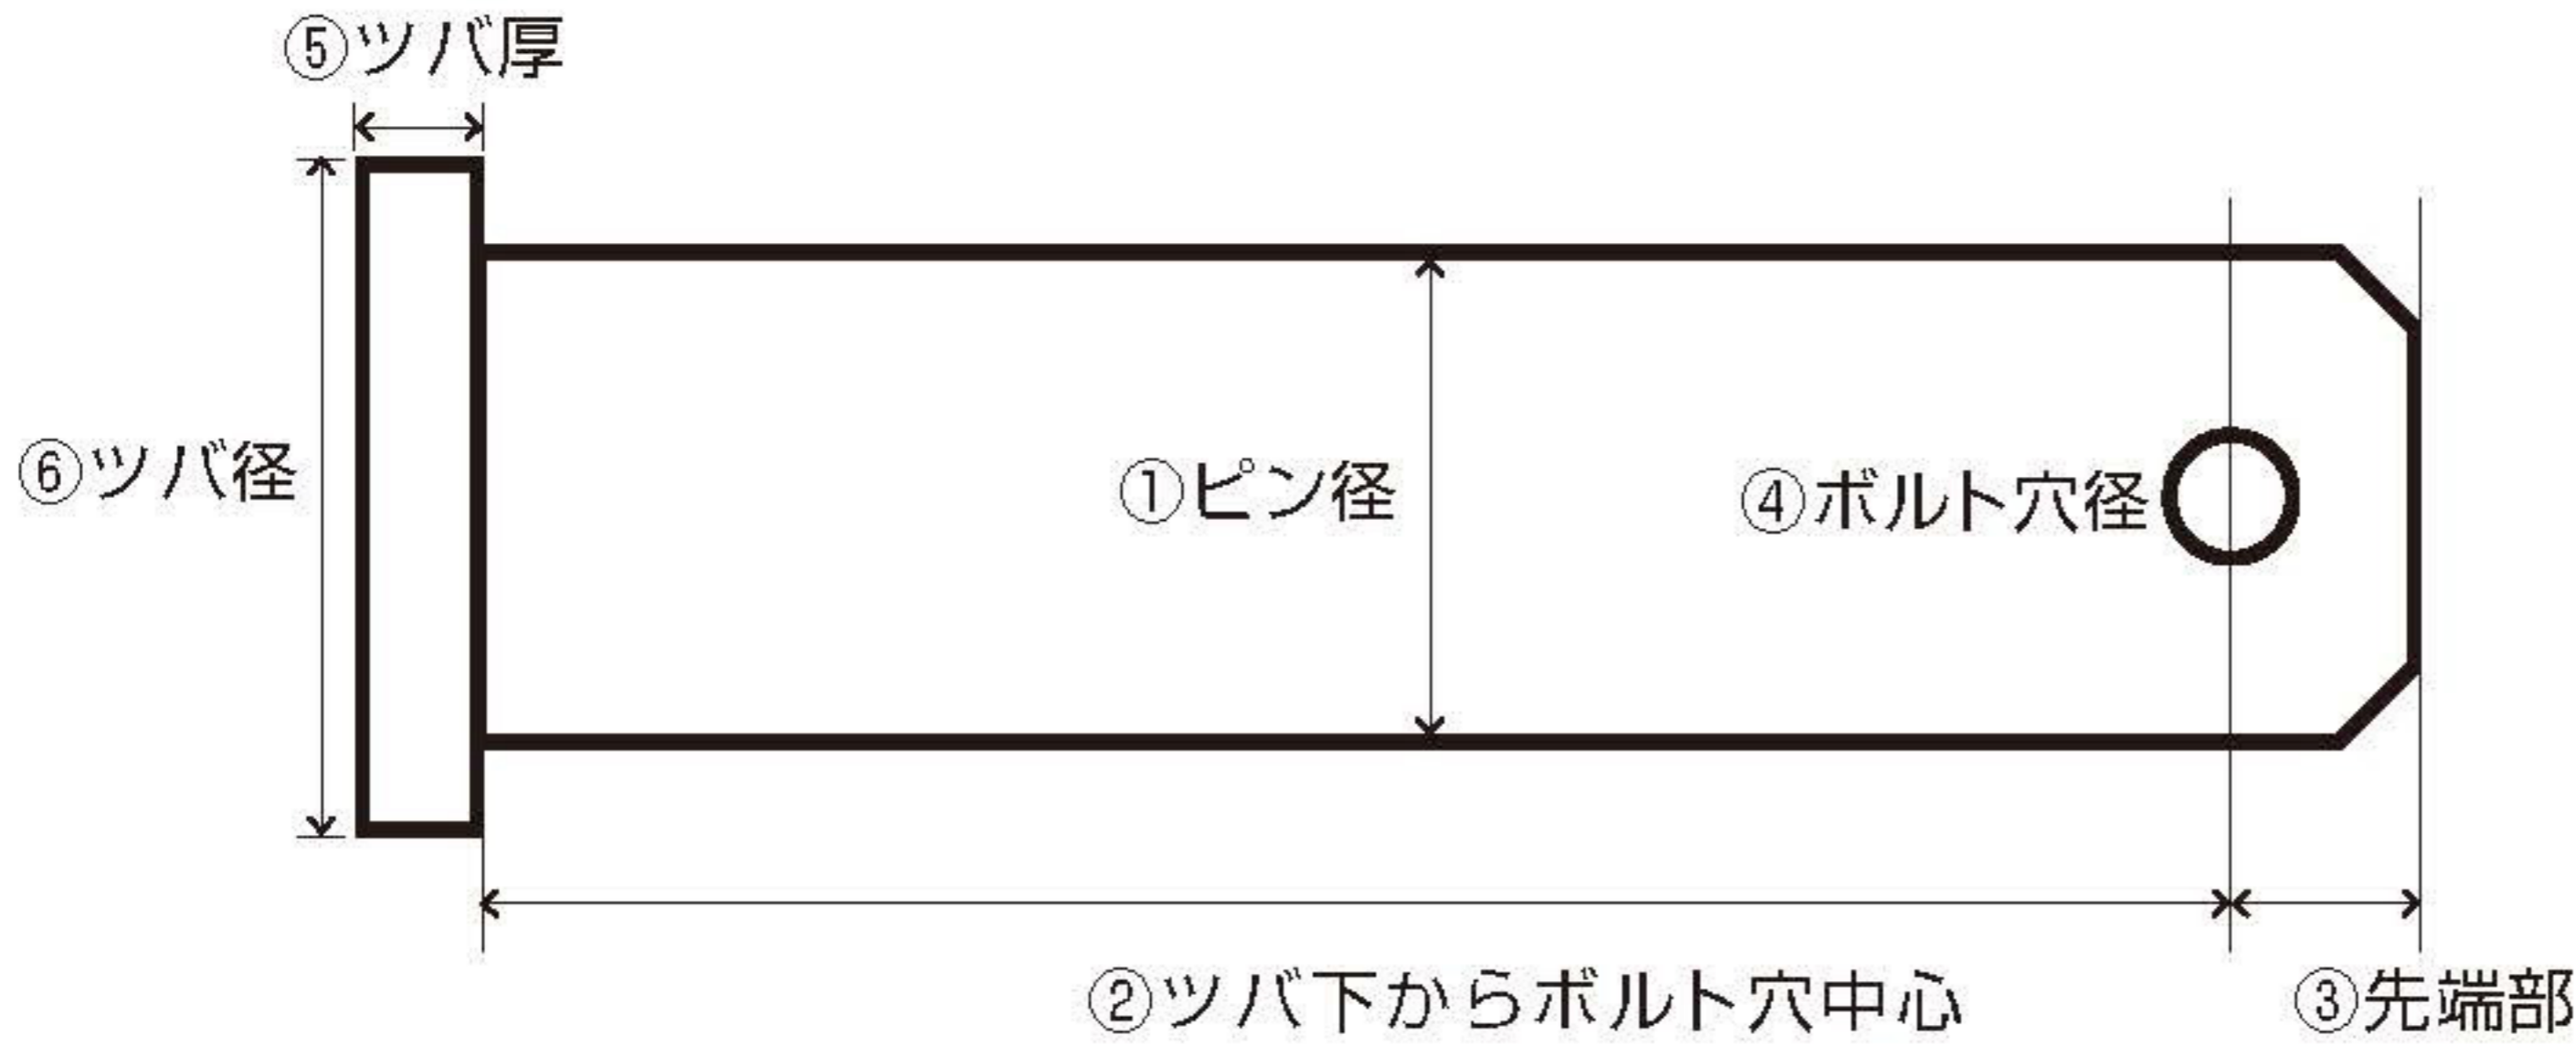 ⑤ツバ厚
⑥ツバ径
①ピン径
④ボルト穴径
②ツバ下からボルト穴中心
③先端部